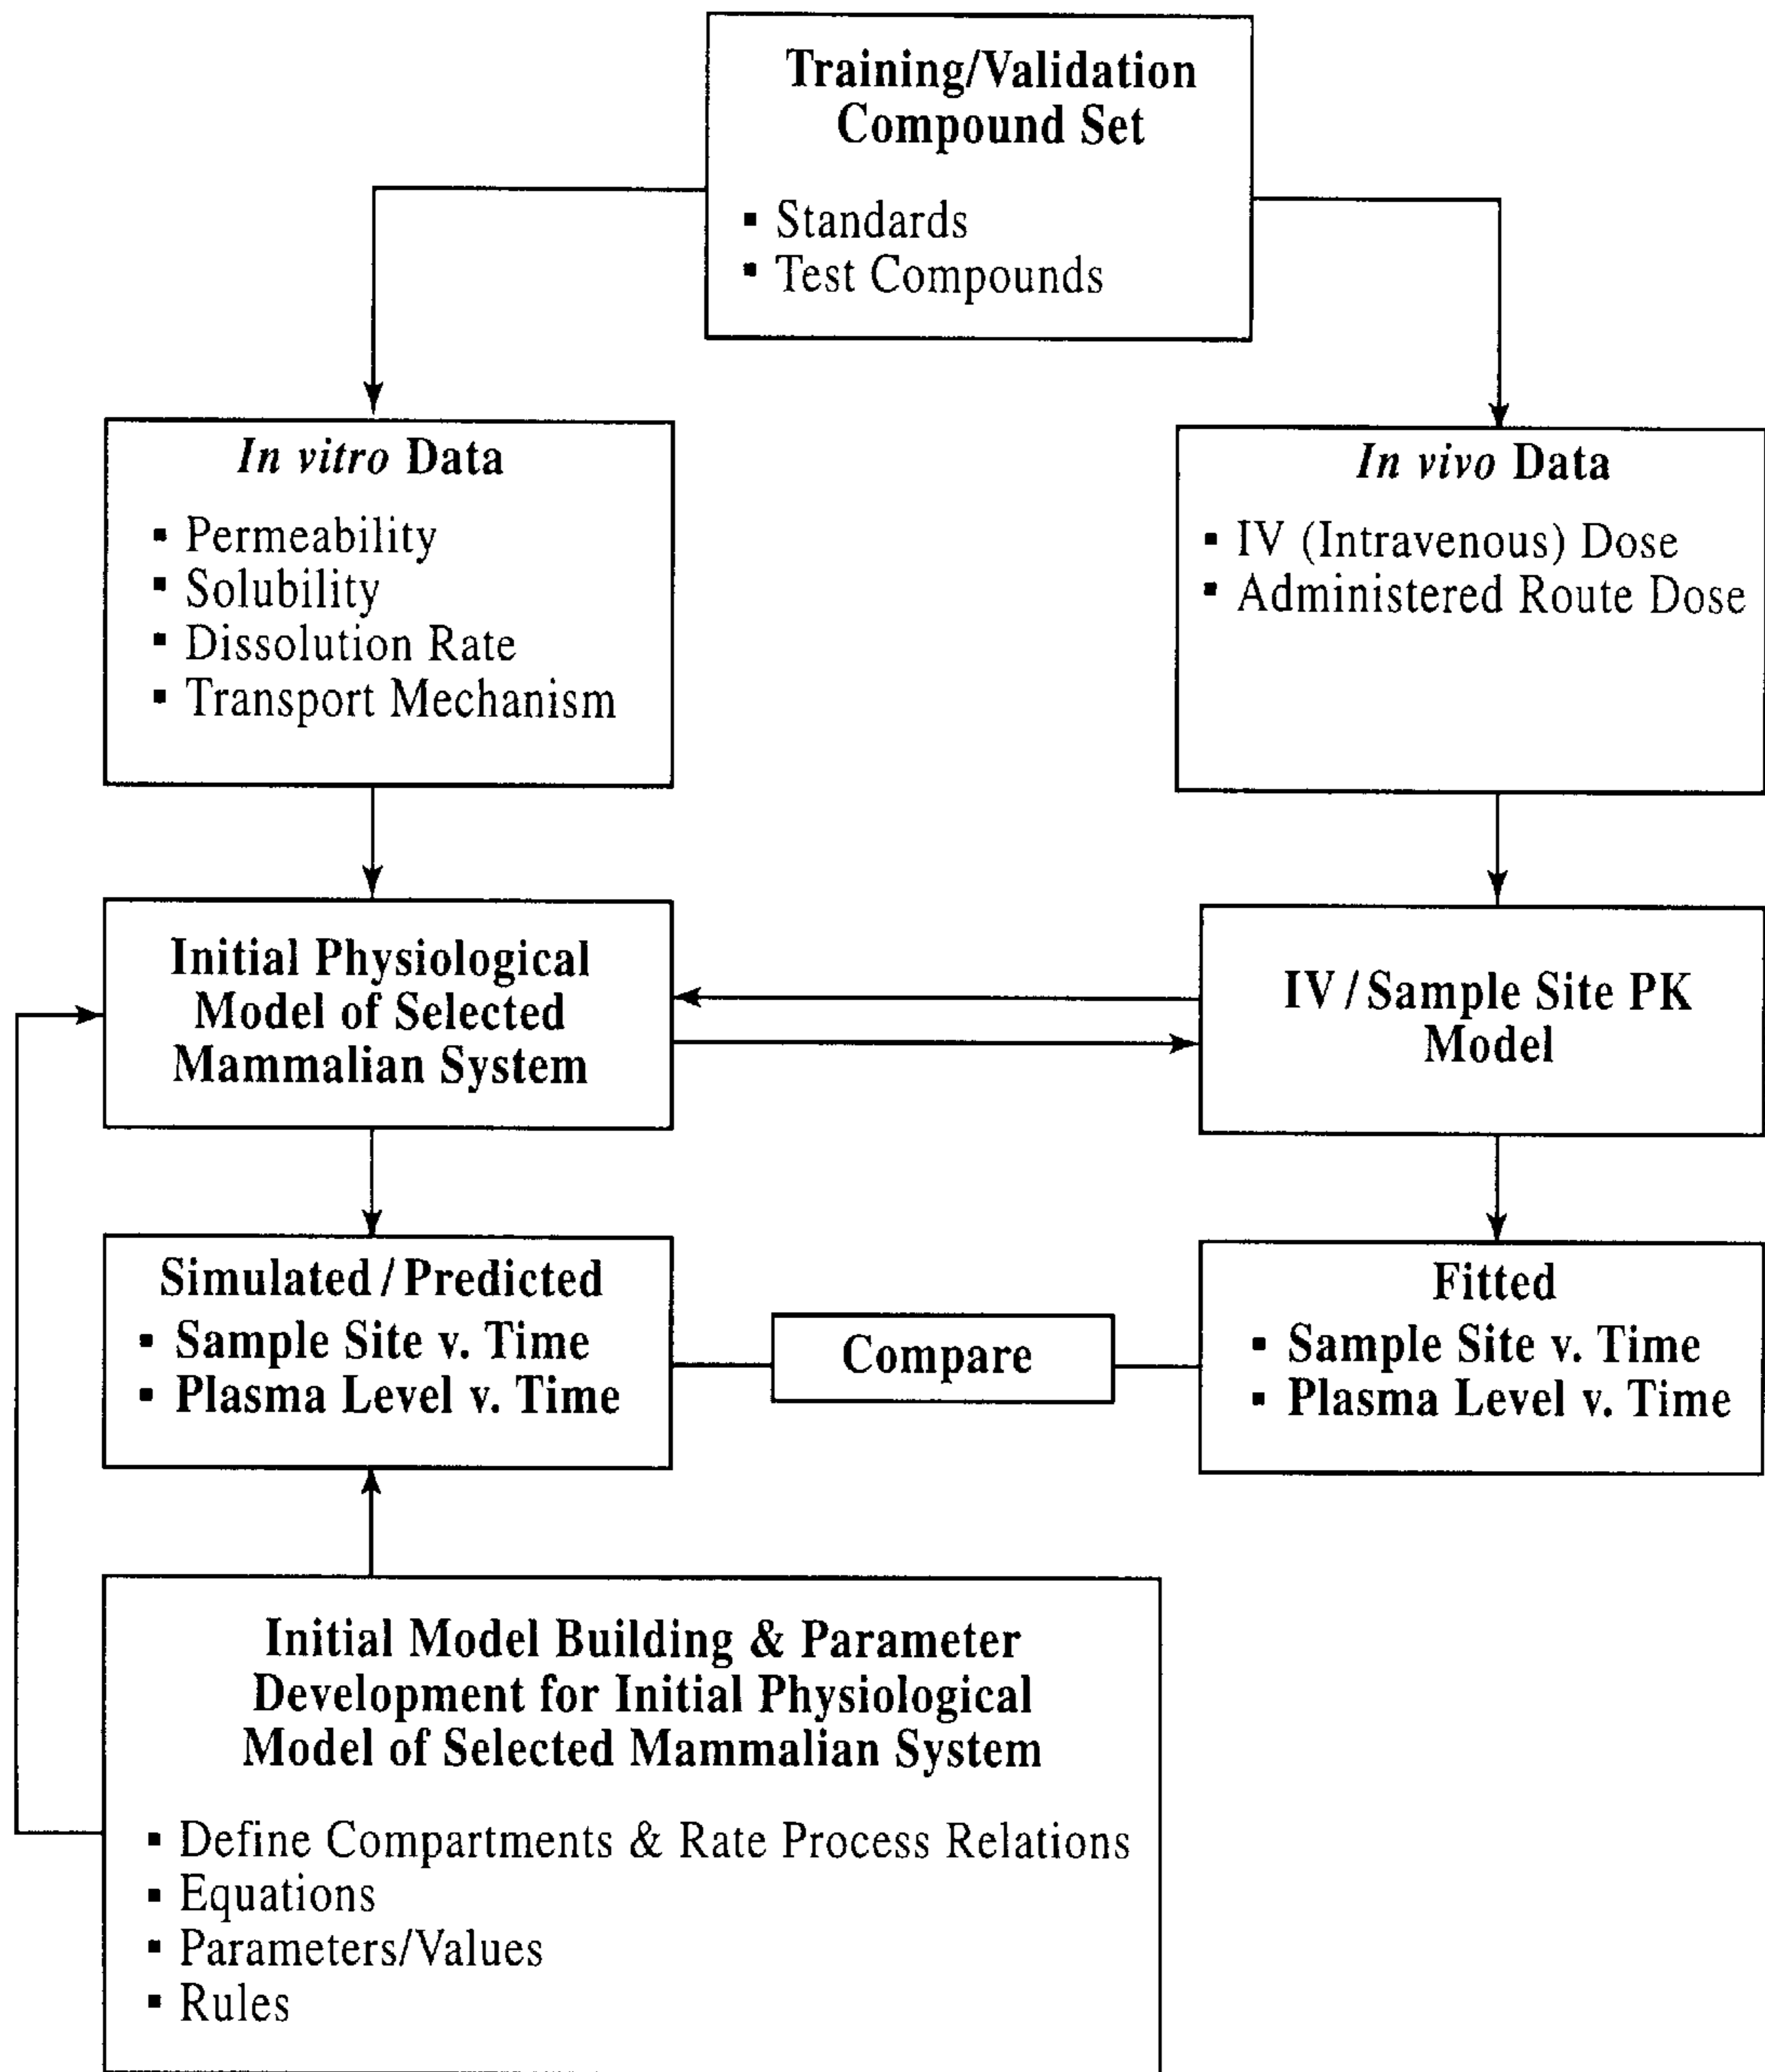 Training/Validation
Compound Set
▪ Standards
▪ Test Compounds
In vitro Data
▪ Permeability
▪ Solubility
▪ Dissolution Rate
▪ Transport Mechanism
In vivo Data
▪ IV (Intravenous) Dose
▪ Administered Route Dose
Initial Physiological
Model of Selected
Mammalian System
IV/Sample Site PK
Model
Simulated/Predicted
▪ Sample Site v. Time
▪ Plasma Level v. Time
Compare
Fitted
▪ Sample Site v. Time
▪ Plasma Level v. Time
Initial Model Building & Parameter
Development for Initial Physiological
Model of Selected Mammalian System
▪ Define Compartments & Rate Process Relations
▪ Equations
▪ Parameters/Values
▪ Rules